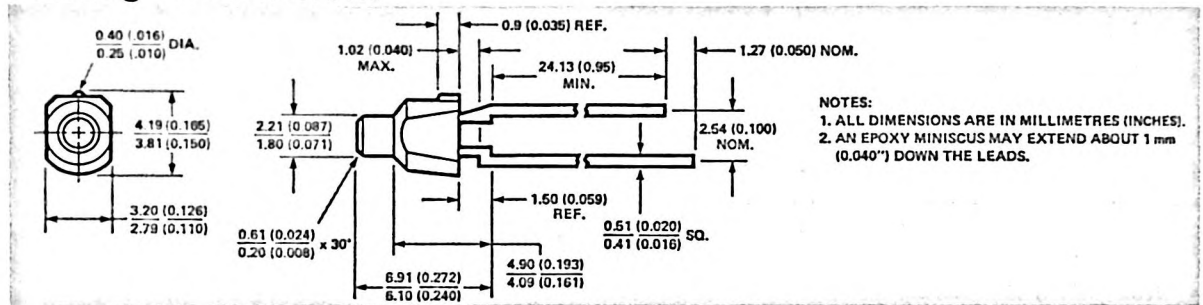 0.40 (.016)
0.25 (.010) DIA.
4.19 (0.165)
3.81 (0.150)
3.20 (0.126)
2.79 (0.110)
0.9 (0.035) REF.
1.02 (0.040)
MAX.
1.27 (0.050) NOM.
24.13 (0.95)
MIN.
2.21 (0.087)
1.80 (0.071)
2.54 (0.100)
NOM.
1.50 (0.059)
REF.
0.61 (0.024)
0.20 (0.008) x 30°
0.51 (0.020)
0.41 (0.016) SQ.
4.90 (0.193)
4.09 (0.161)
6.91 (0.272)
6.10 (0.240)
NOTES:
1. ALL DIMENSIONS ARE IN MILLIMETRES (INCHES).
2. AN EPOXY MINISCUS MAY EXTEND ABOUT 1 mm
(0.040") DOWN THE LEADS.